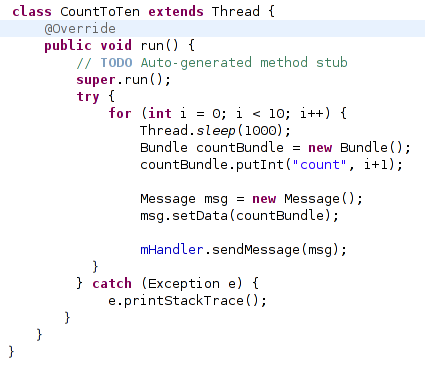 class CountToTen extends Thread {
    @Override
    public void run() {
        // TODO Auto-generated method stub
        super.run();
        try {
            for (int i = 0; i < 10; i++) {
                Thread.sleep(1000);
                Bundle countBundle = new Bundle();
                countBundle.putInt("count", i+1);

                Message msg = new Message();
                msg.setData(countBundle);

                mHandler.sendMessage(msg);
          }
        } catch (Exception e) {
            e.printStackTrace();
       }
    }
}